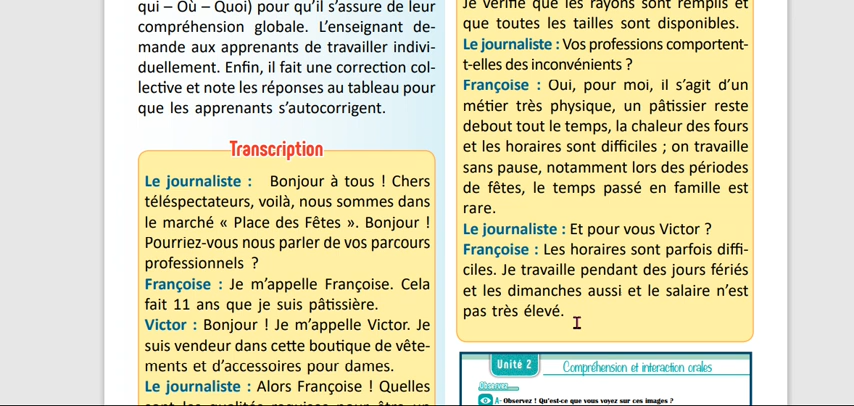 qui – Où – Quoi) pour qu'il s'assure de leur
compréhension globale. L'enseignant de-
mande aux apprenants de travailler indivi-
duellement. Enfin, il fait une correction col-
lective et note les réponses au tableau pour
que les apprenants s'autocorrigent.
Transcription
Le journaliste : Bonjour à tous ! Chers
téléspectateurs, voilà, nous sommes dans
le marché « Place des Fêtes ». Bonjour !
Pourriez-vous nous parler de vos parcours
professionnels ?
Françoise : Je m'appelle Françoise. Cela
fait 11 ans que je suis pâtissière.
Victor : Bonjour ! Je m'appelle Victor. Je
suis vendeur dans cette boutique de vête-
ments et d'accessoires pour dames.
Le journaliste : Alors Françoise ! Quelles
sont les qualités requises pour être un
Je vérifie que les rayons sont remplis et
que toutes les tailles sont disponibles.
Le journaliste : Vos professions comportent-
t-elles des inconvénients ?
Françoise : Oui, pour moi, il s'agit d'un
métier très physique, un pâtissier reste
debout tout le temps, la chaleur des fours
et les horaires sont difficiles ; on travaille
sans pause, notamment lors des périodes
de fêtes, le temps passé en famille est
rare.
Le journaliste : Et pour vous Victor ?
Françoise : Les horaires sont parfois diffi-
ciles. Je travaille pendant des jours fériés
et les dimanches aussi et le salaire n'est
pas très élevé.
Unité 2
Compréhension et interaction orales
Observez
A- Observez ! Qu'est-ce que vous voyez sur ces images ?